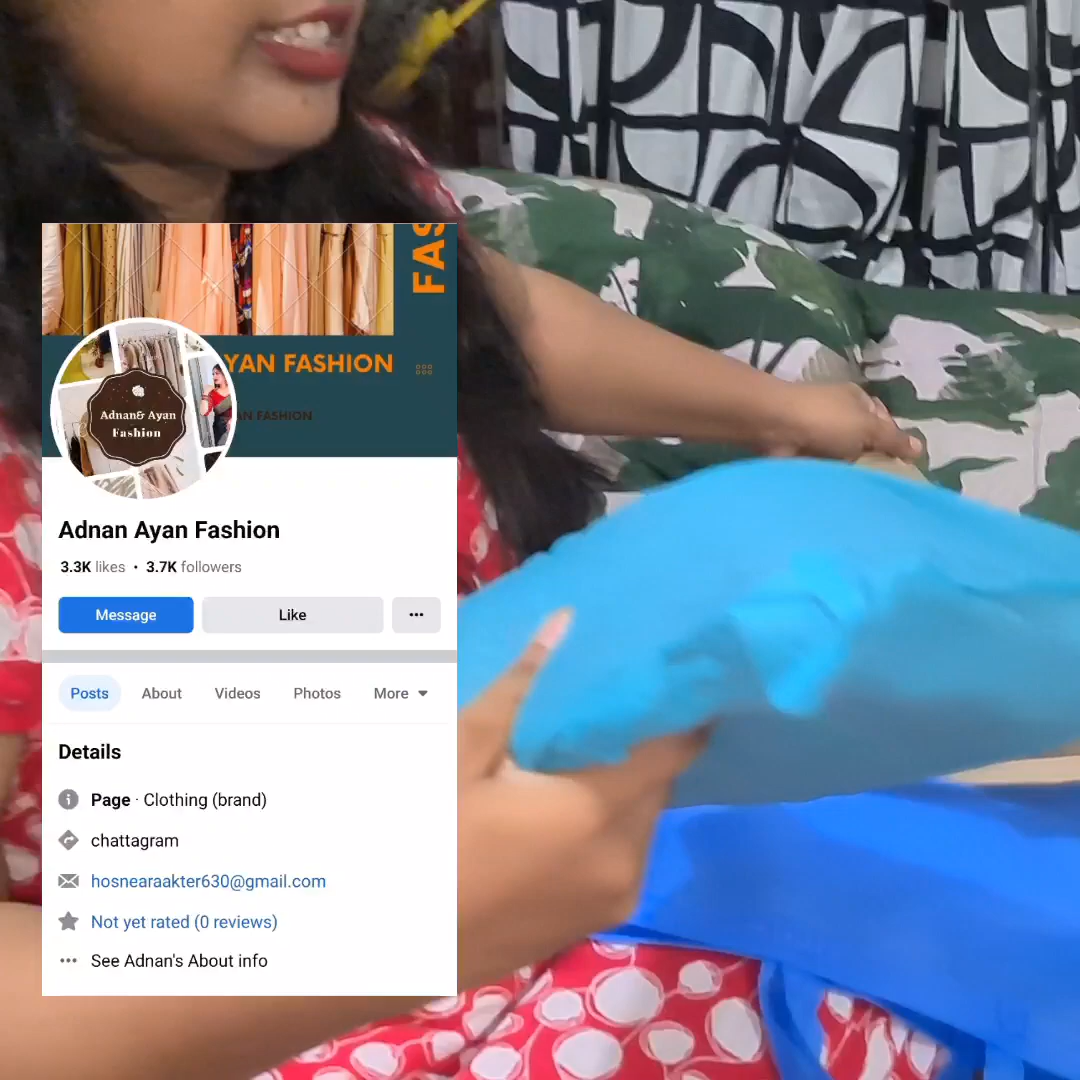 FAS
YAN FASHION
AN FASHION
Adnan& Ayan
Fashion
Adnan Ayan Fashion
3.3K likes • 3.7K followers
Message
Like
Posts
About
Videos
Photos
More
Details
Page · Clothing (brand)
chattagram
hosnearaakter630@gmail.com
Not yet rated (0 reviews)
See Adnan's About info